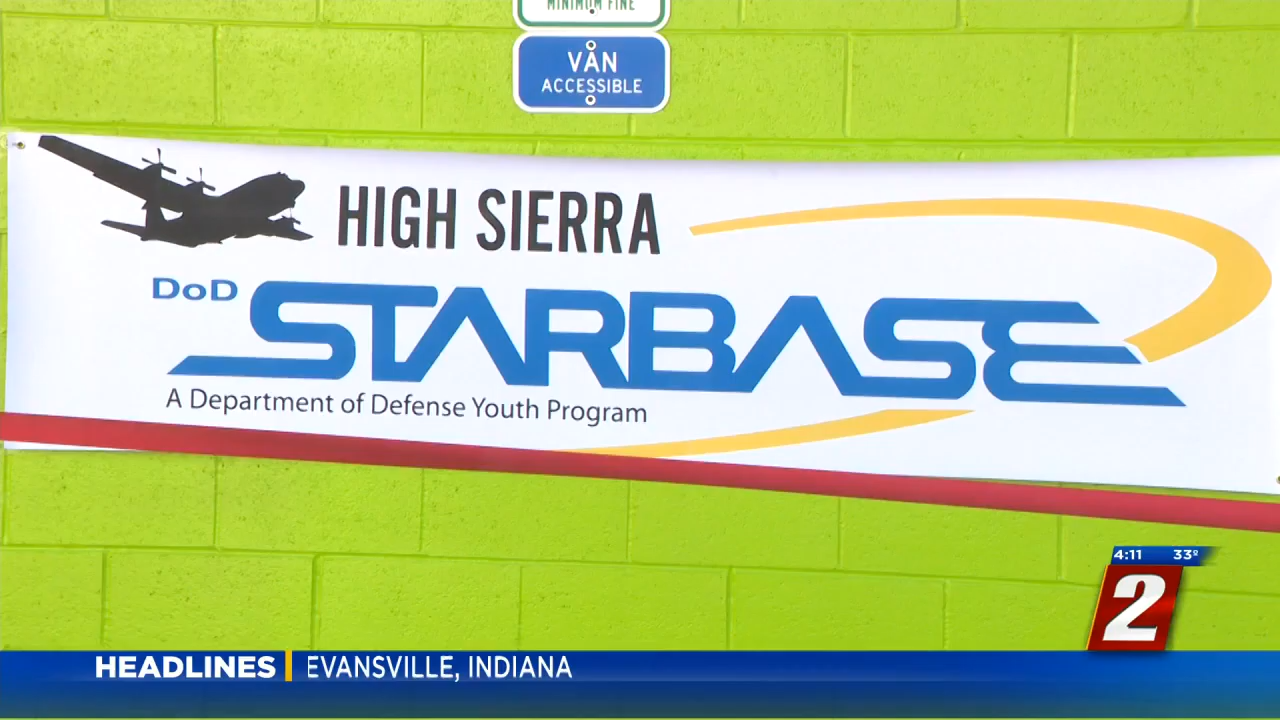 MINIMUM FINE
VAN
ACCESSIBLE
HIGH SIERRA
DoD STARBASE
A Department of Defense Youth Program
4:11 33º
2
HEADLINES EVANSVILLE, INDIANA